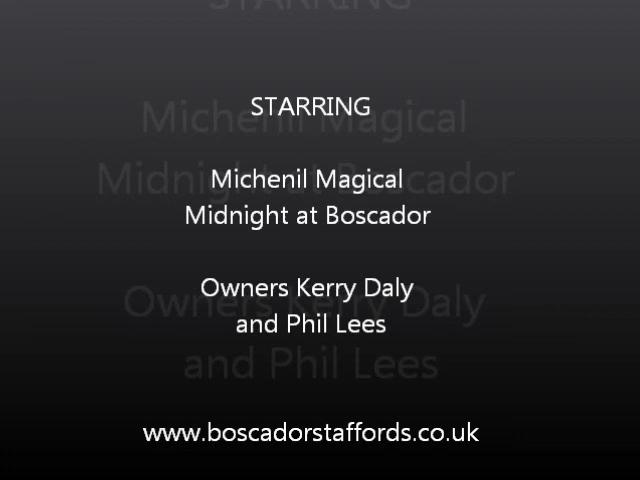 STARRING
Michenil Magical
Midnight at Boscador
Owners Kerry Daly
and Phil Lees
www.boscadorstaffords.co.uk